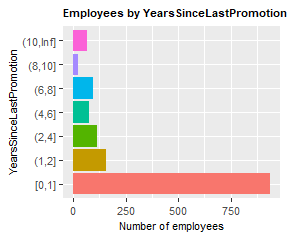 Employees by YearsSinceLastPromotion
YearsSinceLastPromotion
(10,Inf]
(8,10]
(6,8]
(4,6]
(2,4]
(1,2]
[0,1]
0 250 500 750
Number of employees